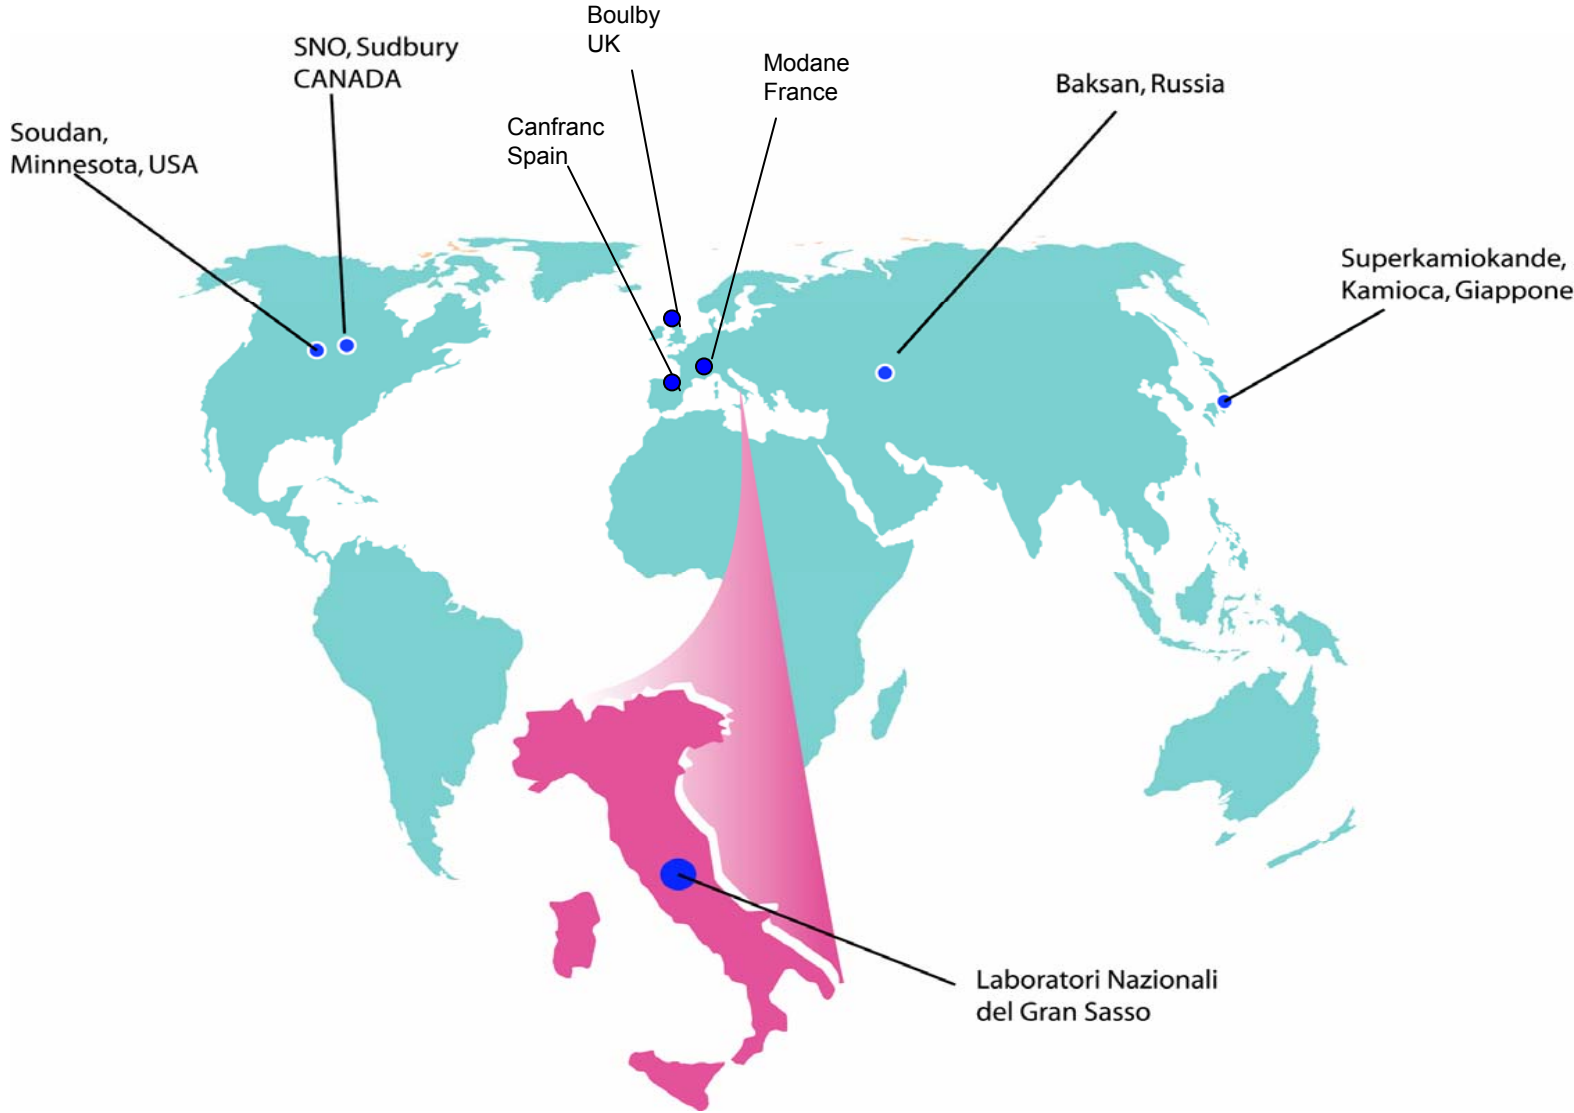 Boulby
UK
SNO, Sudbury
CANADA
Modane
France
Baksan, Russia
Soudan,
Minnesota, USA
Canfranc
Spain
Superkamiokande,
Kamioca, Giappone
Laboratori Nazionali
del Gran Sasso